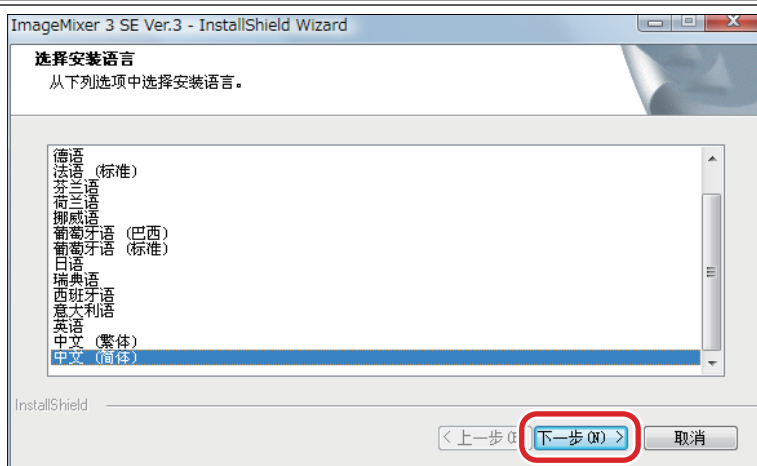 ImageMixer 3 SE Ver.3 - InstallShield Wizard
选择安装语言
从下列选项中选择安装语言。
德语
法语 (标准)
芬兰语
荷兰语
挪威语
葡萄牙语 (巴西)
葡萄牙语 (标准)
日语
瑞典语
西班牙语
意大利语
英语
中文 (繁体)
中文 (简体)
InstallShield
< 上一步 下一步(N) > 取消